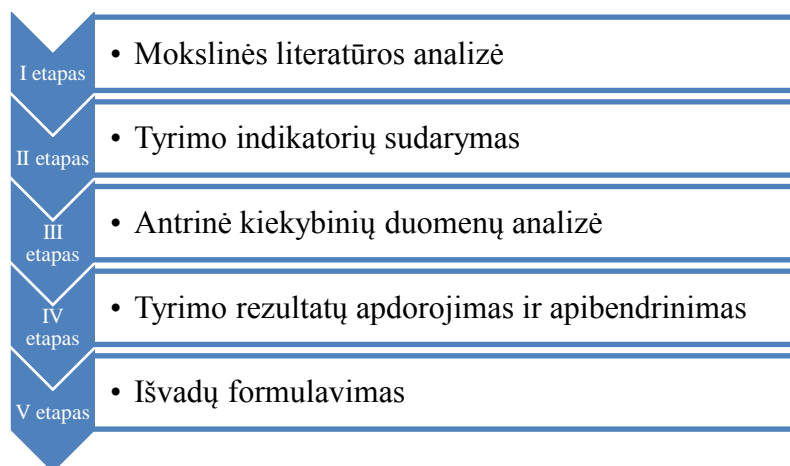 I etapas
• Mokslinės literatūros analizė
II etapas
• Tyrimo indikatorių sudarymas
III
etapas
• Antrinė kiekybinių duomenų analizė
IV
etapas
• Tyrimo rezultatų apdorojimas ir apibendrinimas
V etapas
• Išvadų formulavimas